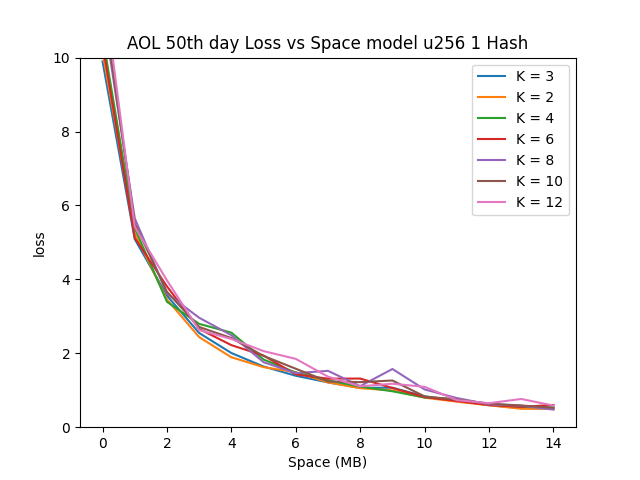 AOL 50th day Loss vs Space model u256 1 Hash
10
8
6
4
2
0
loss
K = 3
K = 2
K = 4
K = 6
K = 8
K = 10
K = 12
0 2 4 6 8 10 12 14
Space (MB)